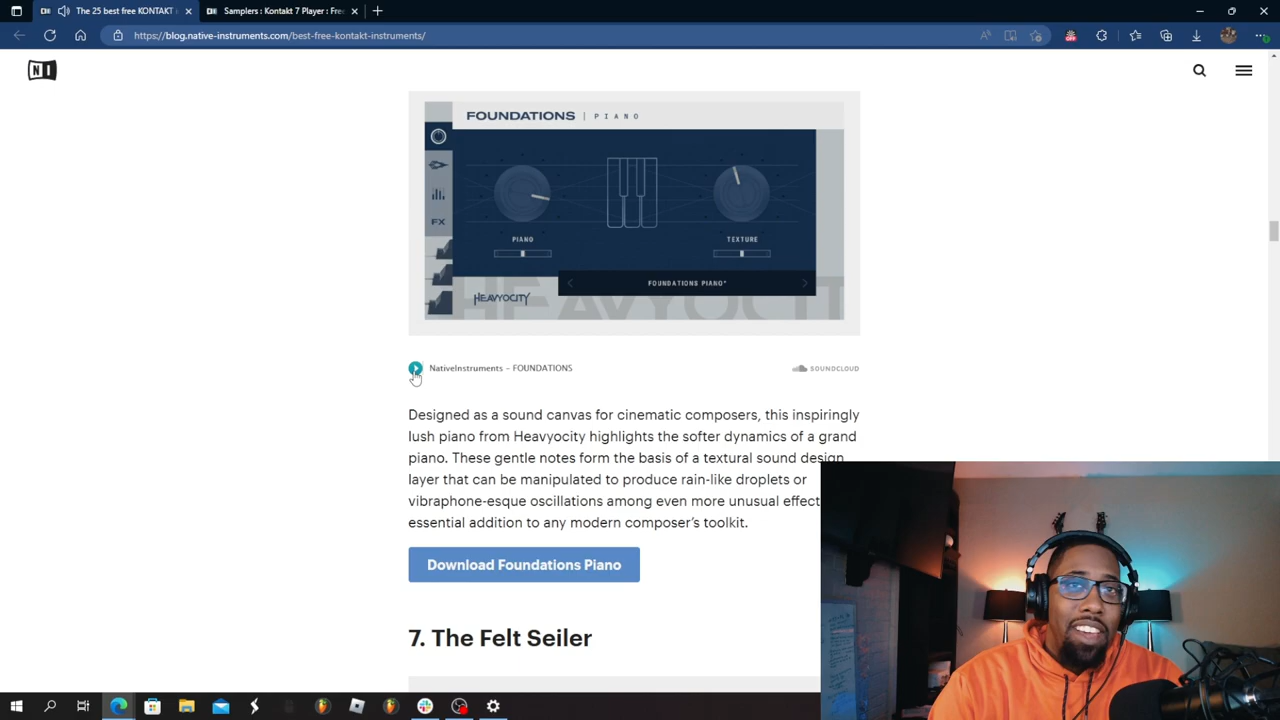 The 25 best free KONTAKT
Samplers : Kontakt 7 Player : Free
https://blog.native-instruments.com/best-free-kontakt-instruments/
NI
FOUNDATIONS | PIANO
FX
PIANO
TEXTURE
FOUNDATIONS PIANO*
HEAVYOCITY
HEAVYOCIT
NativeInstruments - FOUNDATIONS
SOUNDCLOUD
Designed as a sound canvas for cinematic composers, this inspiringly
lush piano from Heavyocity highlights the softer dynamics of a grand
piano. These gentle notes form the basis of a textural sound design
layer that can be manipulated to produce rain-like droplets or
vibraphone-esque oscillations among even more unusual effect
essential addition to any modern composer’s toolkit.
Download Foundations Piano
7. The Felt Seiler